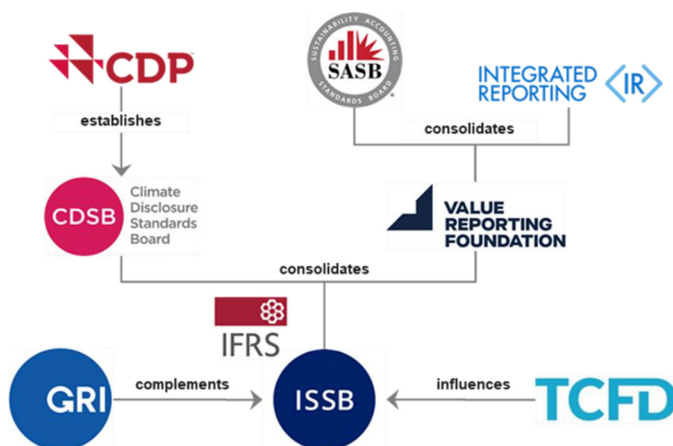 CDP
SUSTAINABILITY ACCOUNTING
SASB
STANDARDS BOARD
®
INTEGRATED
REPORTING
<IR>
establishes
consolidates
CDSB
Climate
Disclosure
Standards
Board
VALUE
REPORTING
FOUNDATION
consolidates
IFRS
GRI
complements
ISSB
influences
TCFD